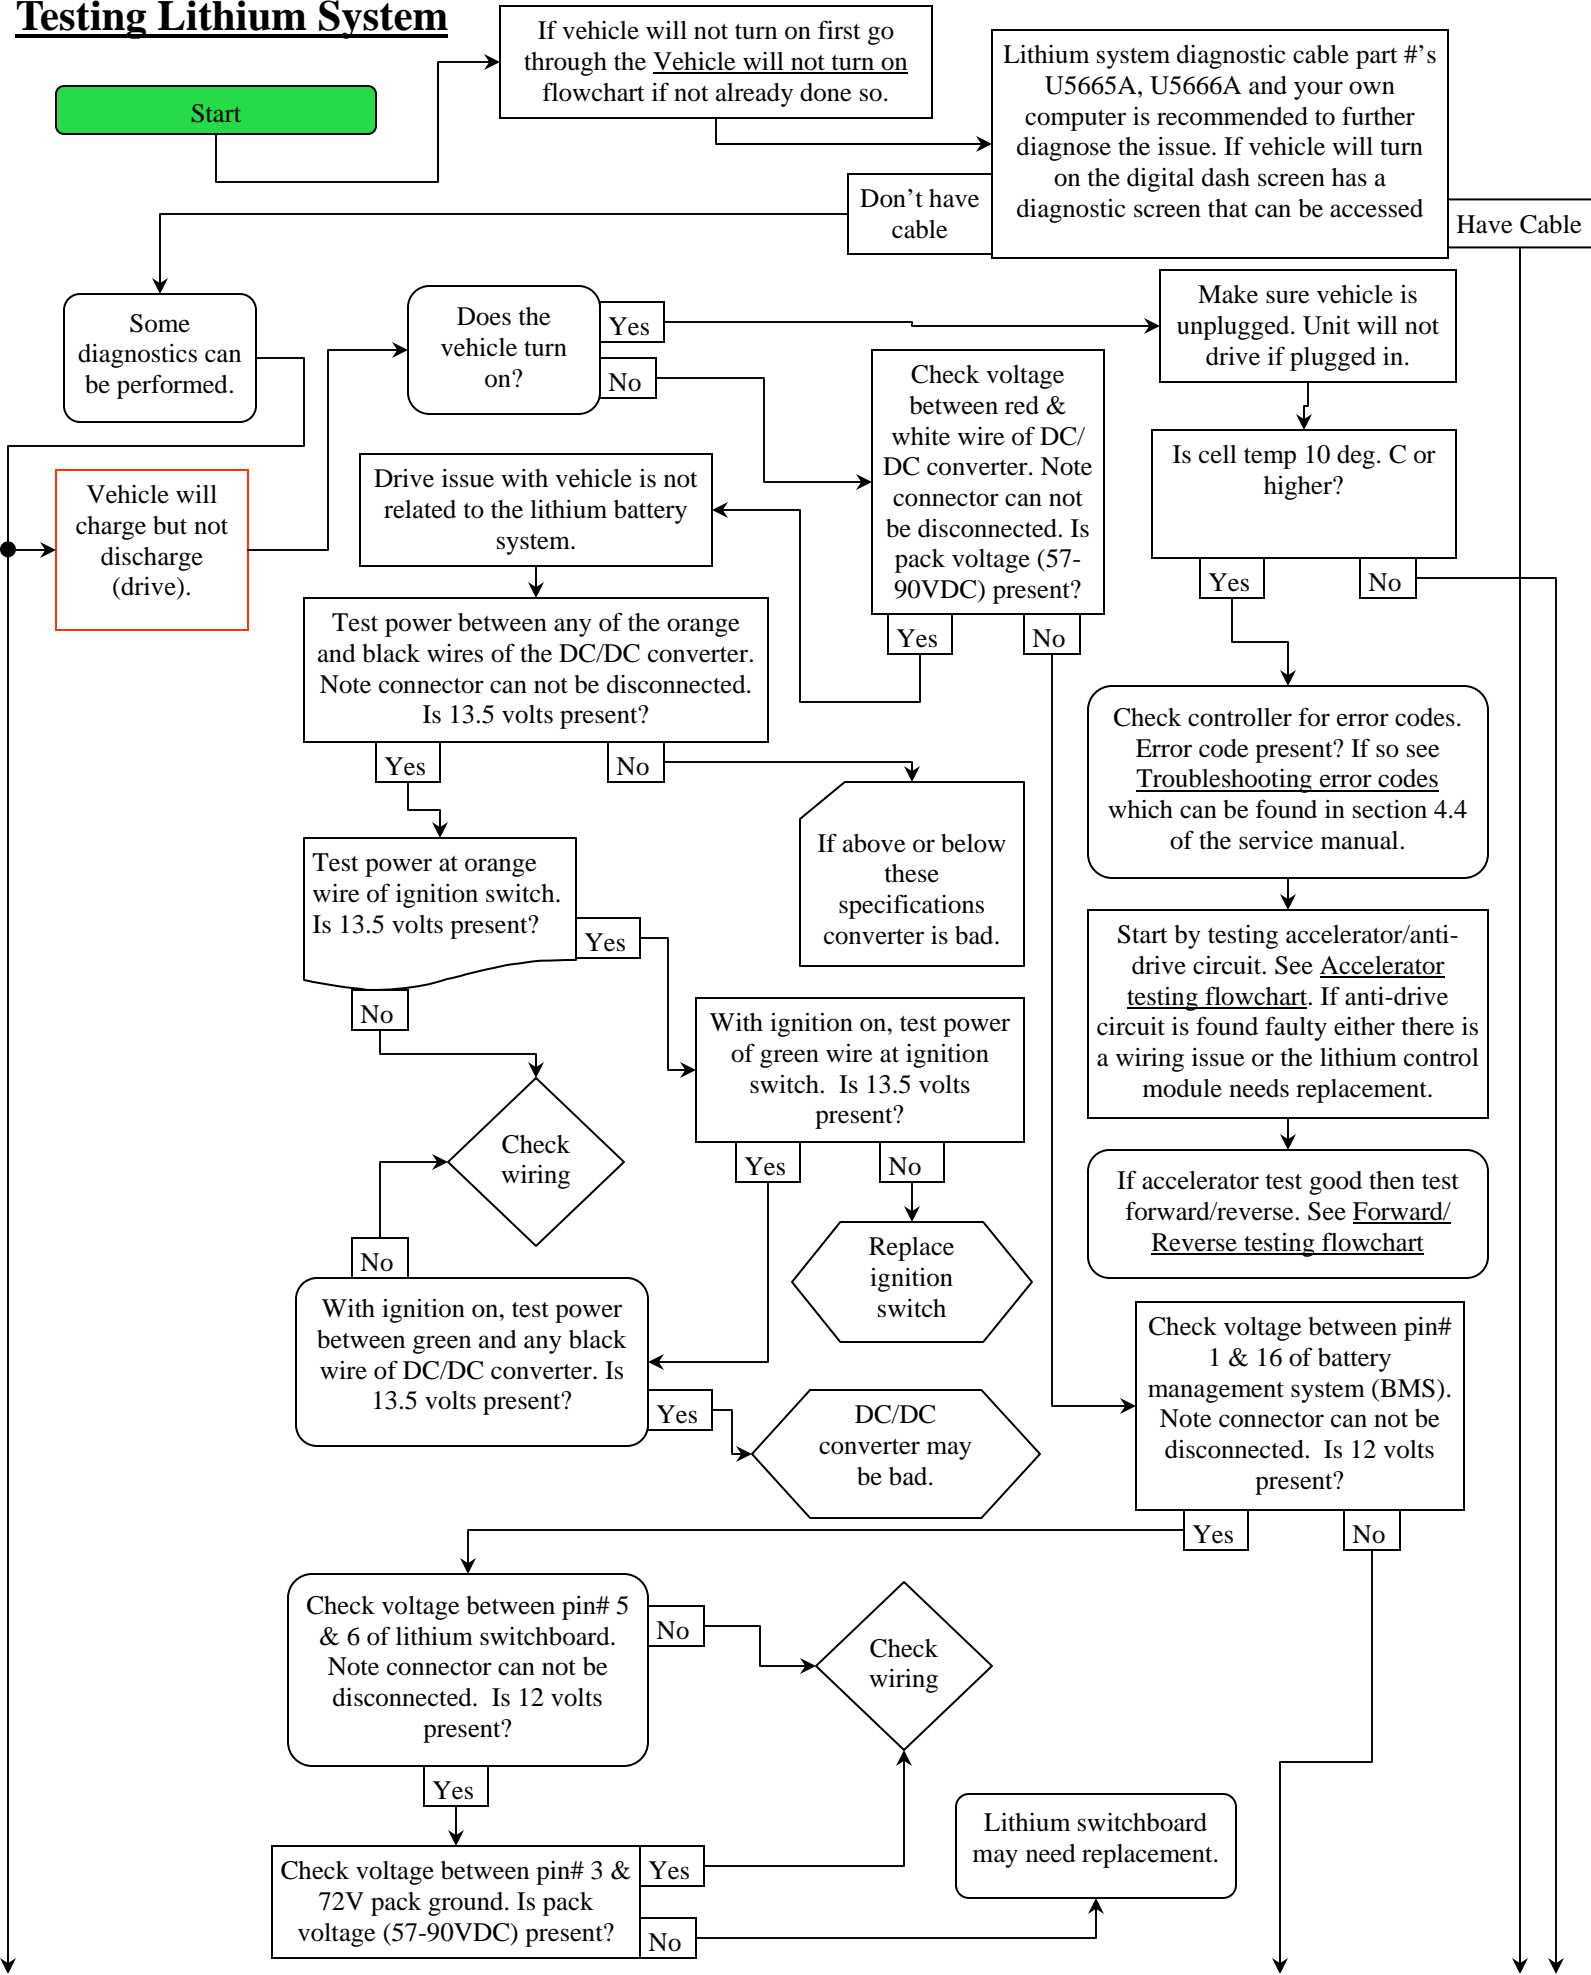 Testing Lithium System
If vehicle will not turn on first go
through the Vehicle will not turn on
flowchart if not already done so.
Start
Lithium system diagnostic cable part #’s
U5665A, U5666A and your own
computer is recommended to further
diagnose the issue. If vehicle will turn
on the digital dash screen has a
diagnostic screen that can be accessed
Don’t have
cable
Have Cable
Some
diagnostics can
be performed.
Does the
vehicle turn
on?
Yes
No
Make sure vehicle is
unplugged. Unit will not
drive if plugged in.
Check voltage
between red &
white wire of DC/
DC converter. Note
connector can not
be disconnected. Is
pack voltage (57-
90VDC) present?
Yes
No
Is cell temp 10 deg. C or
higher?
Yes
No
Vehicle will
charge but not
discharge
(drive).
Drive issue with vehicle is not
related to the lithium battery
system.
Test power between any of the orange
and black wires of the DC/DC converter.
Note connector can not be disconnected.
Is 13.5 volts present?
Yes
No
Check controller for error codes.
Error code present? If so see
Troubleshooting error codes
which can be found in section 4.4
of the service manual.
If above or below
these
specifications
converter is bad.
Test power at orange
wire of ignition switch.
Is 13.5 volts present?
Yes
No
Start by testing accelerator/anti-
drive circuit. See Accelerator
testing flowchart. If anti-drive
circuit is found faulty either there is
a wiring issue or the lithium control
module needs replacement.
With ignition on, test power
of green wire at ignition
switch.  Is 13.5 volts
present?
Yes
No
Check
wiring
If accelerator test good then test
forward/reverse. See Forward/
Reverse testing flowchart
Replace
ignition
switch
No
With ignition on, test power
between green and any black
wire of DC/DC converter. Is
13.5 volts present?
Yes
DC/DC
converter may
be bad.
Check voltage between pin#
1 & 16 of battery
management system (BMS).
Note connector can not be
disconnected.  Is 12 volts
present?
Yes
No
Check voltage between pin# 5
& 6 of lithium switchboard.
Note connector can not be
disconnected.  Is 12 volts
present?
No
Yes
Check
wiring
Check voltage between pin# 3 &
72V pack ground. Is pack
voltage (57-90VDC) present?
Yes
No
Lithium switchboard
may need replacement.